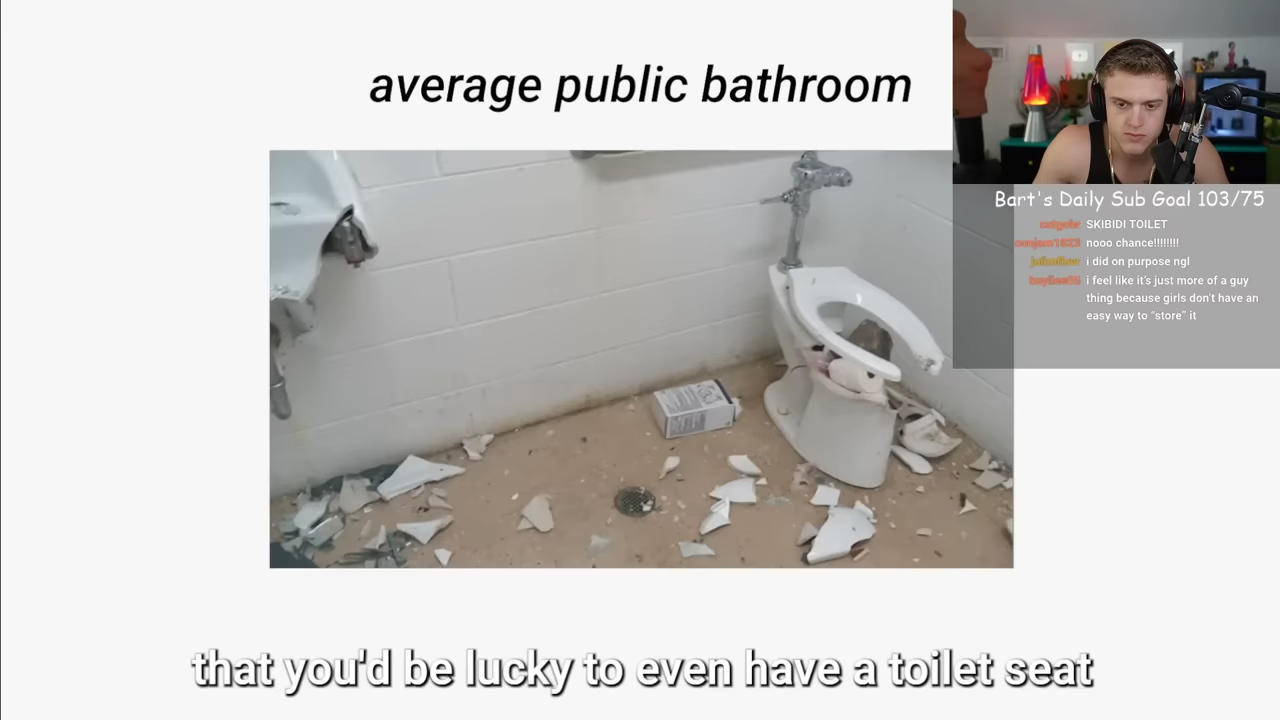 average public bathroom
Bart's Daily Sub Goal 103/75
SKIBIDI TOILET
nooo chance!!!!!!!!
i did on purpose ngl
i feel like it's just more of a guy
thing because girls don't have an
easy way to “store” it
that you'd be lucky to even have a toilet seat